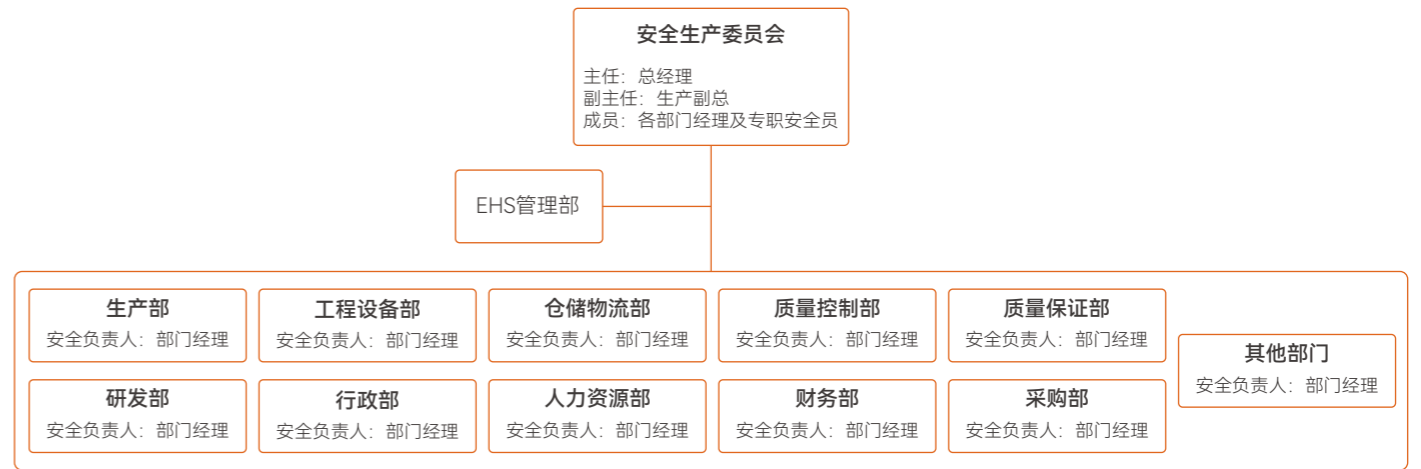 安全生产委员会
主任：总经理
副主任：生产副总
成员：各部门经理及专职安全员
EHS管理部
生产部
安全负责人：部门经理
工程设备部
安全负责人：部门经理
仓储物流部
安全负责人：部门经理
质量控制部
安全负责人：部门经理
质量保证部
安全负责人：部门经理
其他部门
安全负责人：部门经理
研发部
安全负责人：部门经理
行政部
安全负责人：部门经理
人力资源部
安全负责人：部门经理
财务部
安全负责人：部门经理
采购部
安全负责人：部门经理